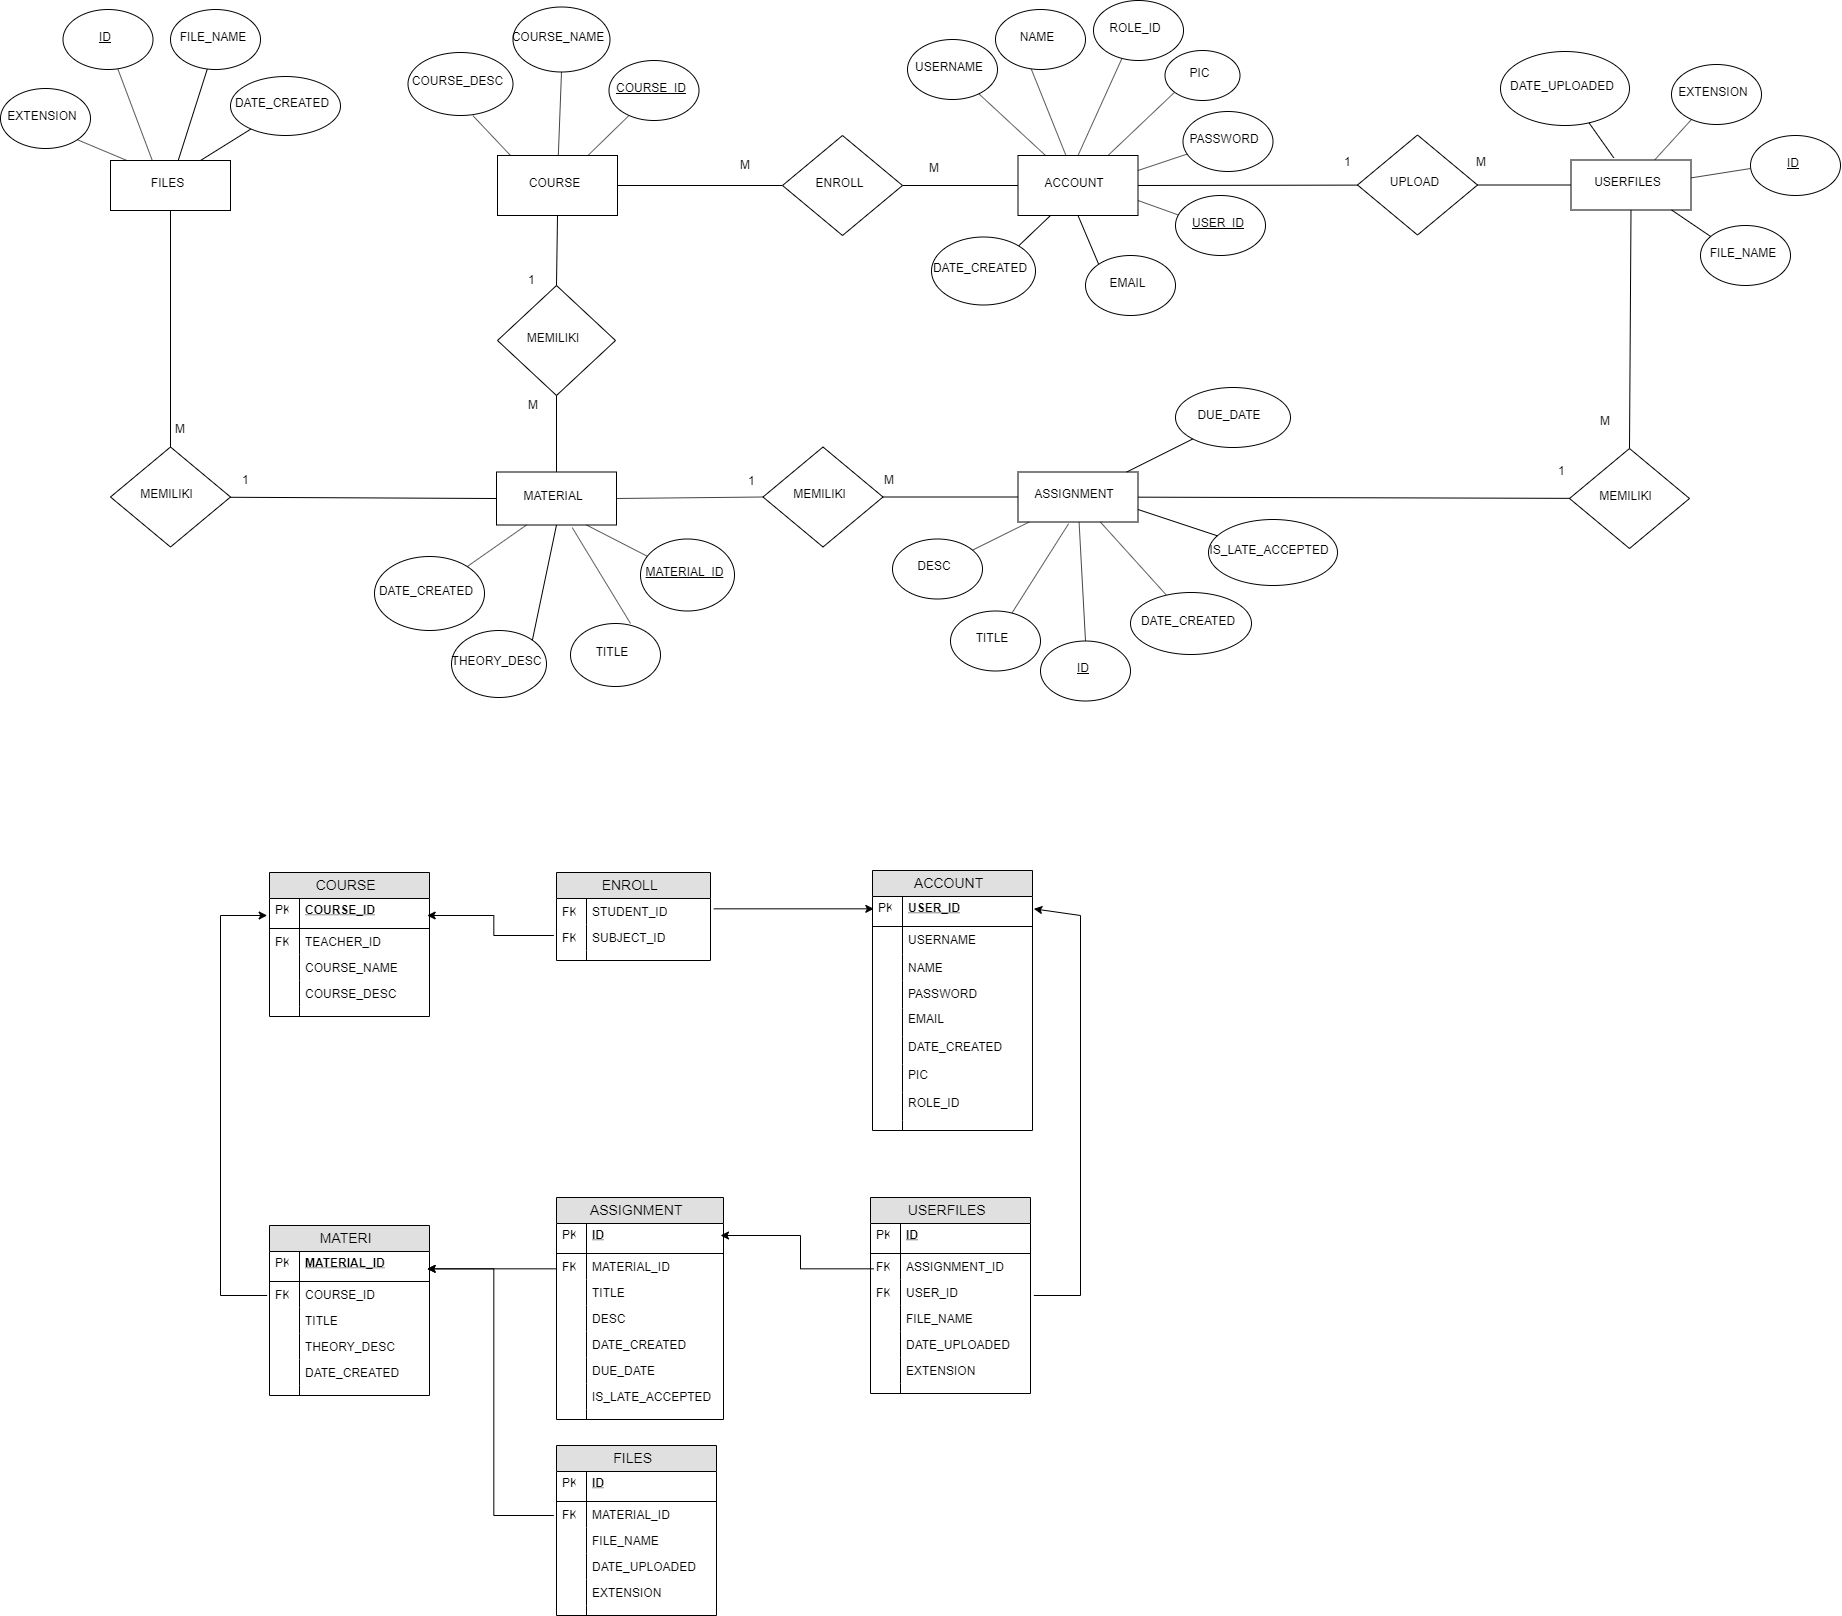 ID
FILE_NAME
EXTENSION
DATE_CREATED
FILES
COURSE_NAME
COURSE_DESC
COURSE_ID
COURSE
M
ENROLL
M
NAME
ROLE_ID
USERNAME
PIC
PASSWORD
ACCOUNT
USER_ID
DATE_CREATED
EMAIL
1
UPLOAD
M
DATE_UPLOADED
EXTENSION
ID
USERFILES
FILE_NAME
1
MEMILIKI
M
M
MEMILIKI
1
MATERIAL
1
MEMILIKI
M
DUE_DATE
ASSIGNMENT
1
M
MEMILIKI
DATE_CREATED
THEORY_DESC
TITLE
MATERIAL_ID
DESC
TITLE
ID
DATE_CREATED
IS_LATE_ACCEPTED
COURSE
PK COURSE_ID
FK TEACHER_ID
COURSE_NAME
COURSE_DESC
ENROLL
FK STUDENT_ID
FK SUBJECT_ID
ACCOUNT
PK USER_ID
USERNAME
NAME
PASSWORD
EMAIL
DATE_CREATED
PIC
ROLE_ID
MATERI
PK MATERIAL_ID
FK COURSE_ID
TITLE
THEORY_DESC
DATE_CREATED
ASSIGNMENT
PK ID
FK MATERIAL_ID
TITLE
DESC
DATE_CREATED
DUE_DATE
IS_LATE_ACCEPTED
USERFILES
PK ID
FK ASSIGNMENT_ID
FK USER_ID
FILE_NAME
DATE_UPLOADED
EXTENSION
FILES
PK ID
FK MATERIAL_ID
FILE_NAME
DATE_UPLOADED
EXTENSION